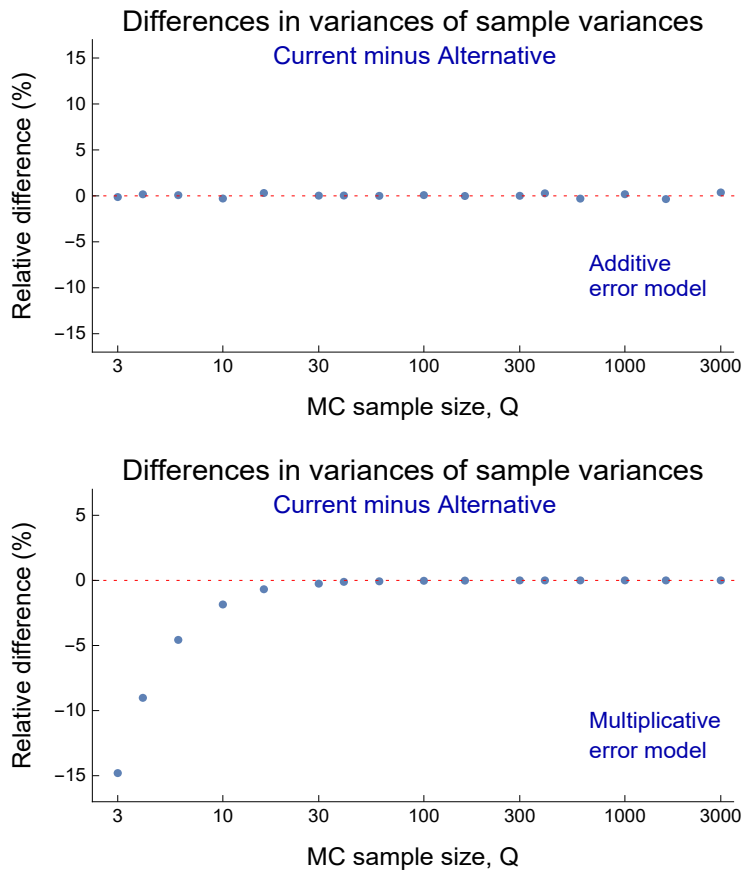 Differences in variances of sample variances
Current minus Alternative
Relative difference (%)
15
10
5
0
−5
−10
−15
Additive
error model
3 10 30 100 300 1000 3000
MC sample size, Q
Differences in variances of sample variances
Current minus Alternative
Relative difference (%)
5
0
−5
−10
−15
Multiplicative
error model
3 10 30 100 300 1000 3000
MC sample size, Q